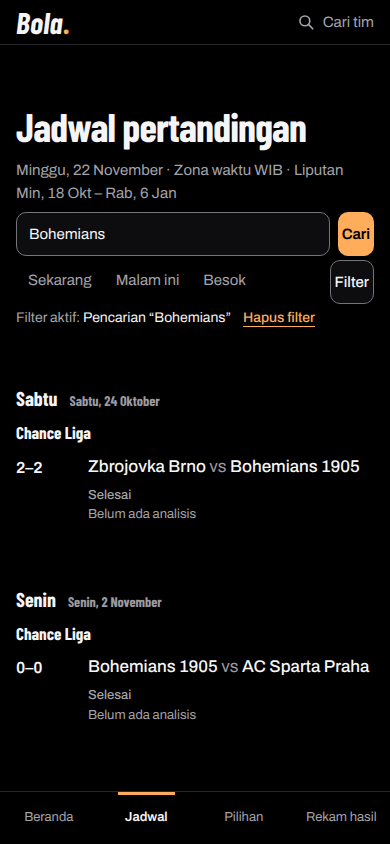 Bola.
Cari tim
Jadwal pertandingan
Minggu, 22 November · Zona waktu WIB · Liputan
Min, 18 Okt – Rab, 6 Jan
Bohemians
Cari
Sekarang
Malam ini
Besok
Filter
Filter aktif: Pencarian “Bohemians” Hapus filter
Sabtu Sabtu, 24 Oktober
Chance Liga
2–2
Zbrojovka Brno vs Bohemians 1905
Selesai
Belum ada analisis
Senin Senin, 2 November
Chance Liga
0–0
Bohemians 1905 vs AC Sparta Praha
Selesai
Belum ada analisis
Beranda
Jadwal
Pilihan
Rekam hasil